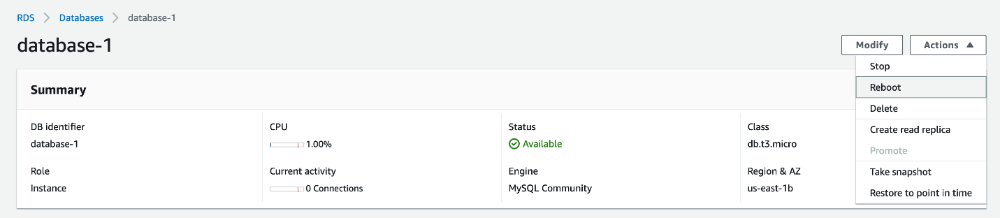 RDS > Databases > database-1
database-1
Modify
Actions
Stop
Reboot
Delete
Create read replica
Promote
Take snapshot
Restore to point in time
Summary
DB identifier
database-1
CPU
1.00%
Status
Available
Class
db.t3.micro
Role
Instance
Current activity
0 Connections
Engine
MySQL Community
Region & AZ
us-east-1b